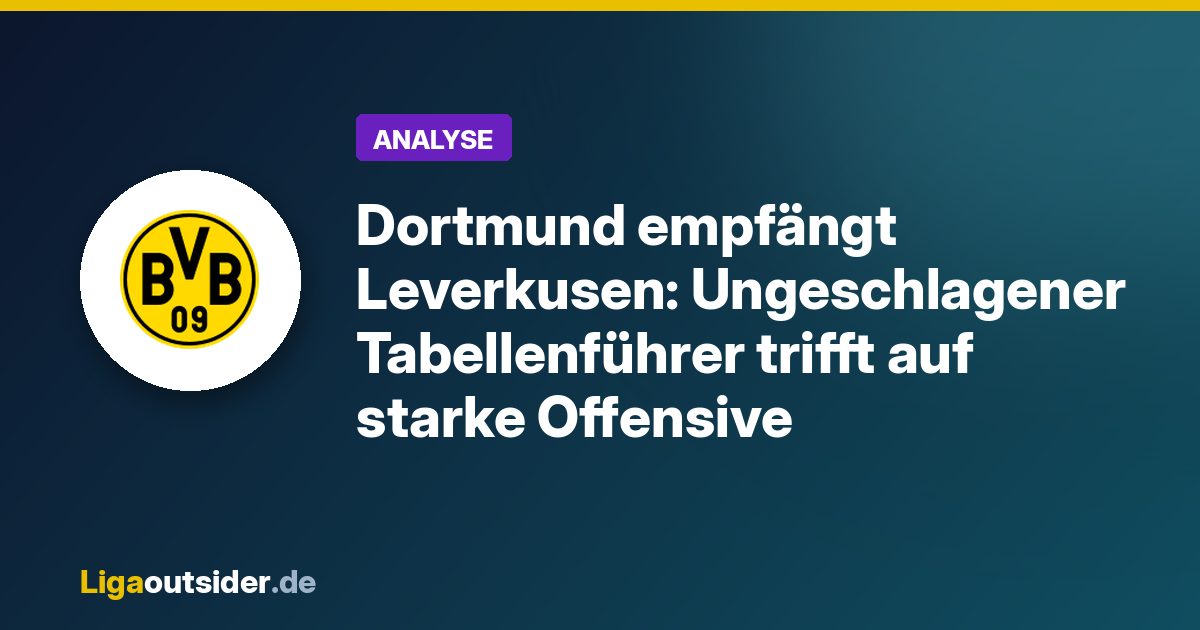 ANALYSE
Dortmund empfängt
Leverkusen: Ungeschlagener
Tabellenführer trifft auf
starke Offensive
BVB
09
Ligaoutsider.de